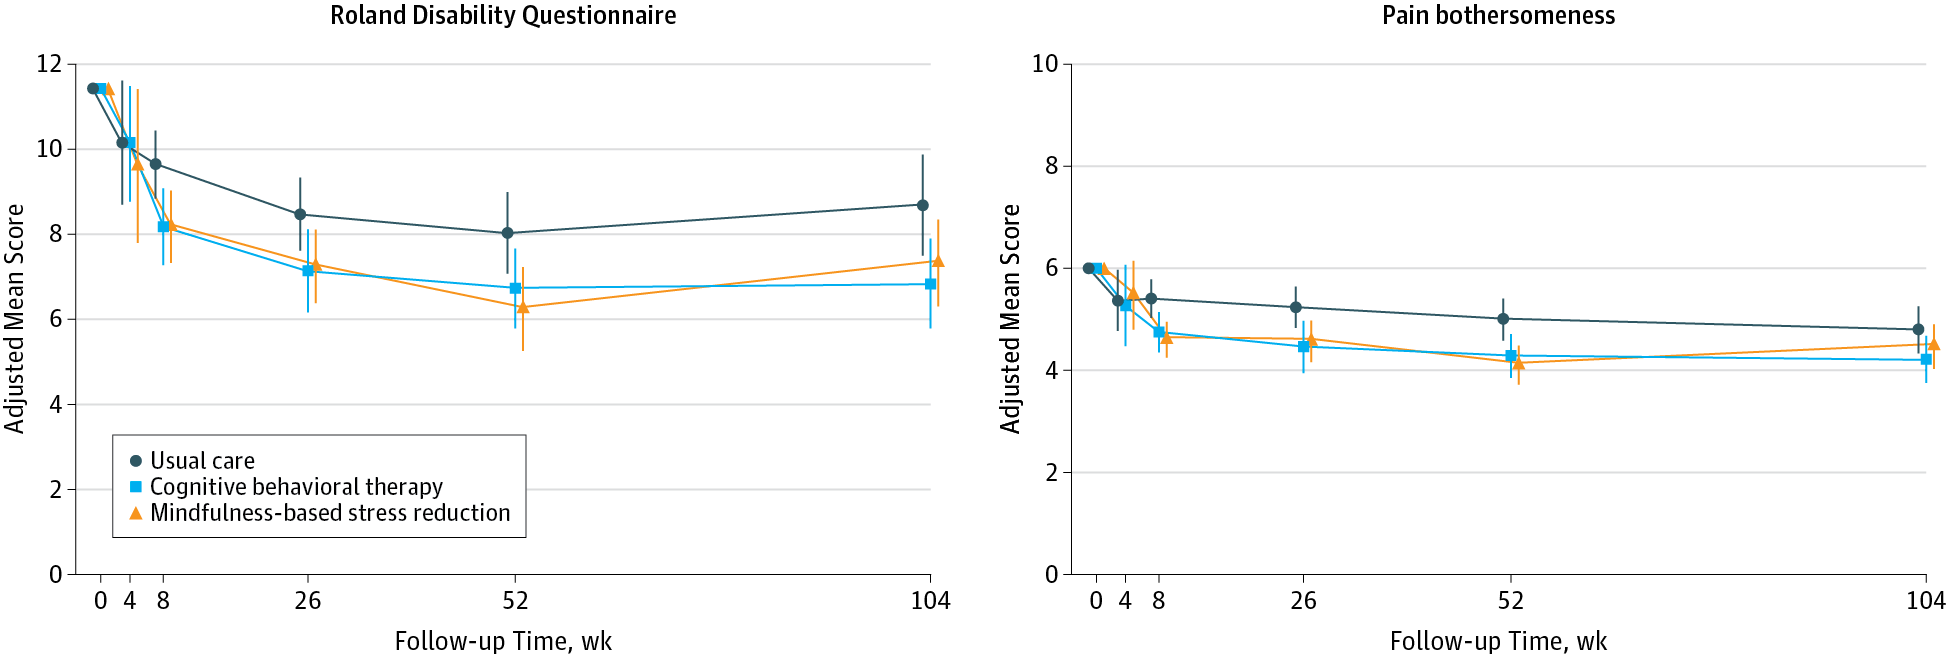 Roland Disability Questionnaire
12
10
8
6
4
2
0
Adjusted Mean Score
Usual care
Cognitive behavioral therapy
Mindfulness-based stress reduction
0 4 8 26 52 104
Follow-up Time, wk
Pain bothersomeness
10
8
6
4
2
0
Adjusted Mean Score
0 4 8 26 52 104
Follow-up Time, wk